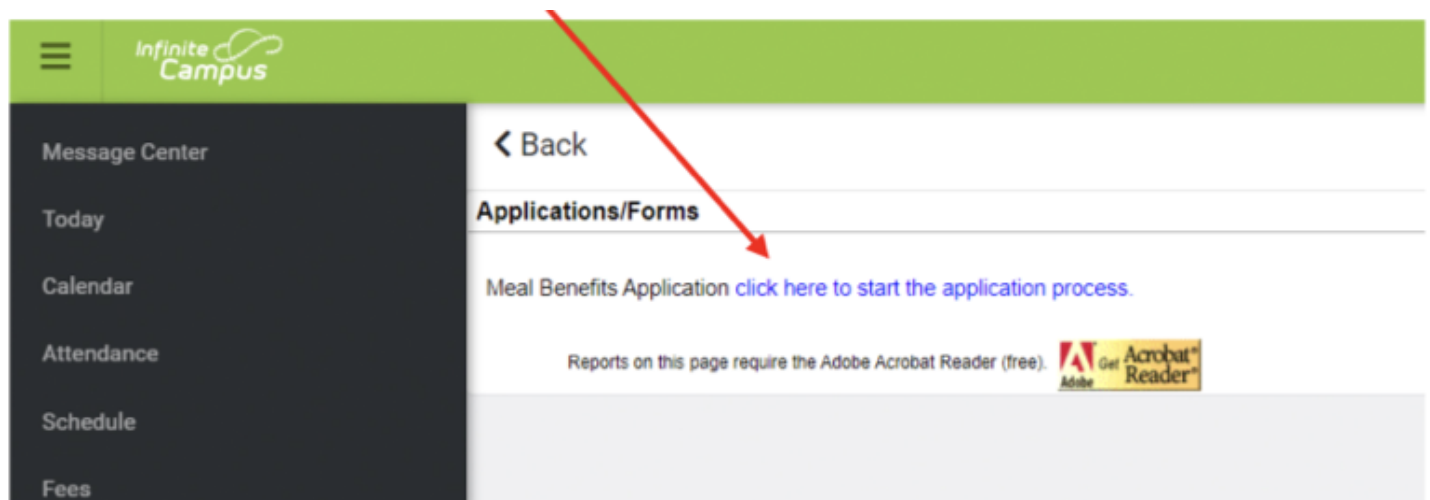 Infinite
Campus
Message Center
Today
Calendar
Attendance
Schedule
Fees
Back
Applications/Forms
Meal Benefits Application click here to start the application process.
Reports on this page require the Adobe Acrobat Reader (free).
Adobe
Get Acrobat®
Reader®